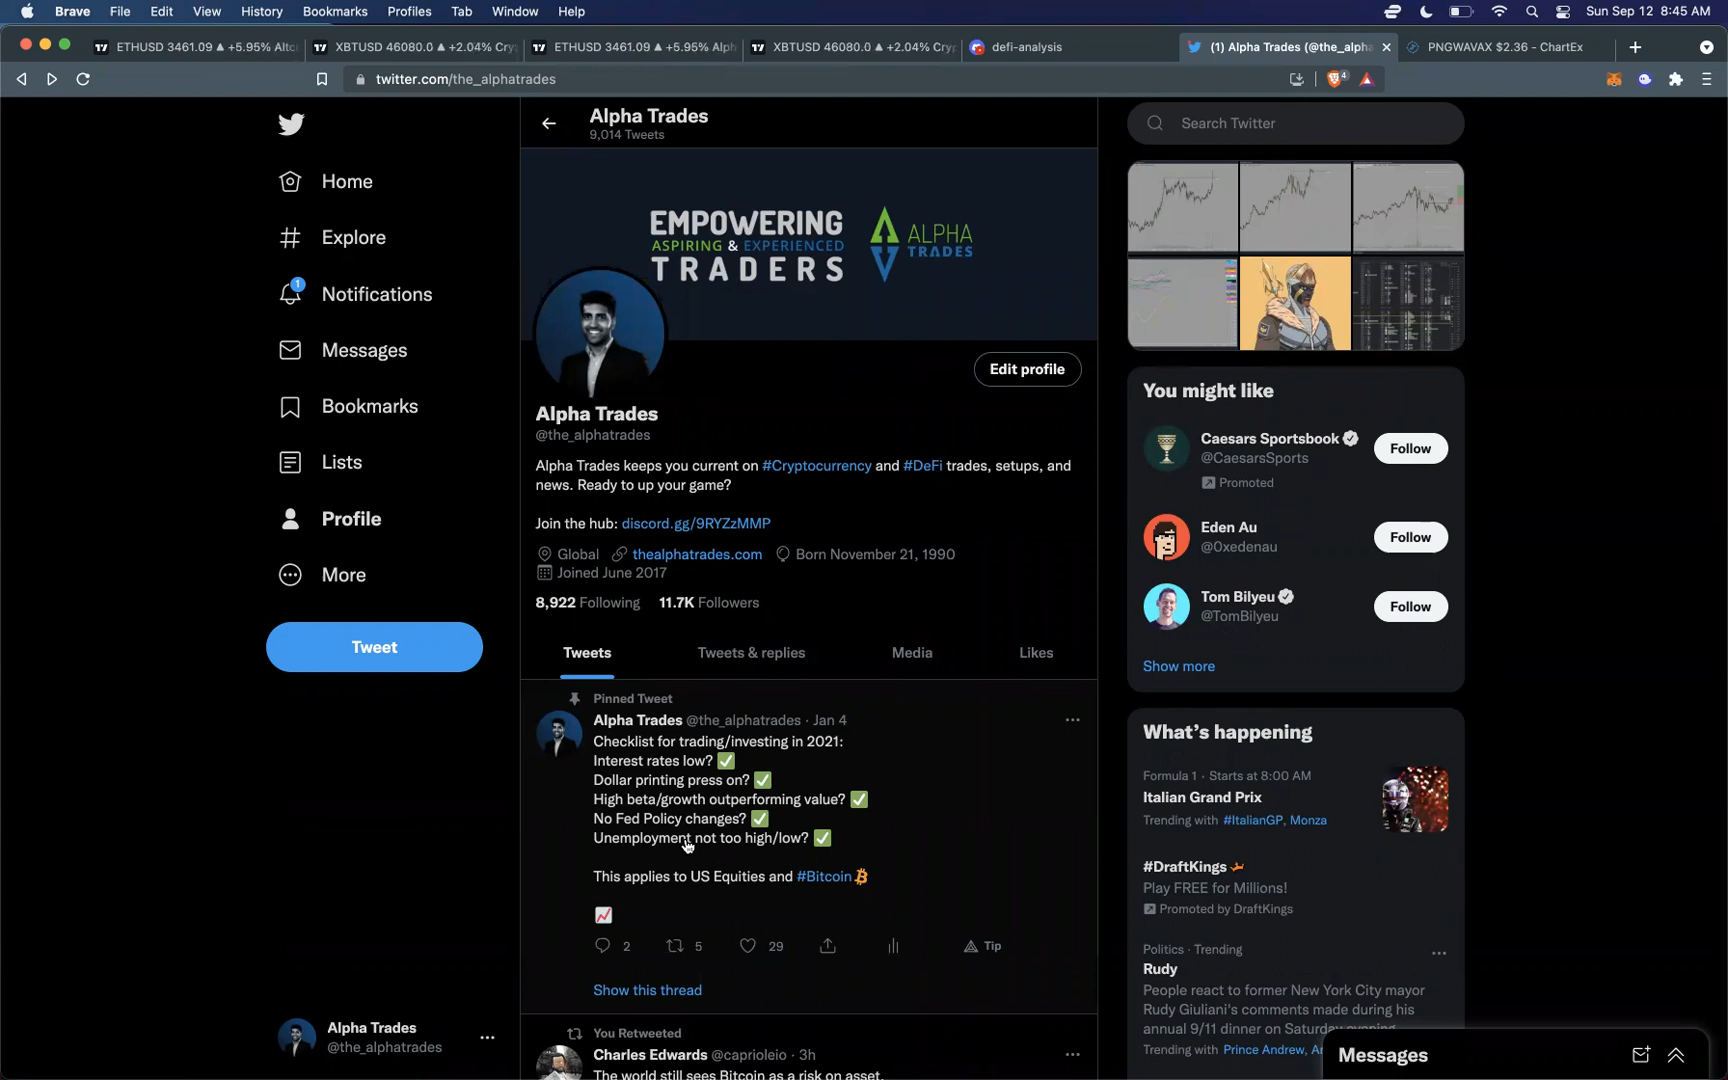 Brave File Edit View History Bookmarks Profiles Tab Window Help
Sun Sep 12 8:45 AM
ETHUSD 3461.09 ▲ +5.95% Altc
XBTUSD 46080.0 ▲ +2.04% Cry
ETHUSD 3461.09 ▲ +5.95% Alph
XBTUSD 46080.0 ▲ +2.04% Cry
defi-analysis
(1) Alpha Trades (@the_alpha
PNGWAVAX $2.36 - ChartEx
twitter.com/the_alphatrades
4
Home
Explore
1
Notifications
Messages
Bookmarks
Lists
Profile
More
Tweet
Alpha Trades
@the_alphatrades
Alpha Trades
9,014 Tweets
EMPOWERING
ASPIRING & EXPERIENCED
TRADERS
ALPHA
TRADES
Edit profile
Alpha Trades
@the_alphatrades
Alpha Trades keeps you current on #Cryptocurrency and #DeFi trades, setups, and
news. Ready to up your game?
Join the hub: discord.gg/9RYZzMMP
Global thealphatrades.com Born November 21, 1990
Joined June 2017
8,922 Following 11.7K Followers
Tweets Tweets & replies Media Likes
Pinned Tweet
Alpha Trades @the_alphatrades · Jan 4
Checklist for trading/investing in 2021:
Interest rates low? ✅
Dollar printing press on? ✅
High beta/growth outperforming value? ✅
No Fed Policy changes? ✅
Unemployment not too high/low? ✅
This applies to US Equities and #Bitcoin
📈
2 5 29 Tip
Show this thread
You Retweeted
Charles Edwards @caprioleio · 3h
The world still sees Bitcoin as a risk on asset.
Search Twitter
You might like
Caesars Sportsbook
@CaesarsSports
Promoted
Follow
Eden Au
@0xedenau
Follow
Tom Bilyeu
@TomBilyeu
Follow
Show more
What's happening
Formula 1 · Starts at 8:00 AM
Italian Grand Prix
Trending with #ItalianGP, Monza
#DraftKings
Play FREE for Millions!
Promoted by DraftKings
Politics · Trending
Rudy
People react to former New York City mayor
Rudy Giuliani's comments made during his
annual 9/11 dinner on Saturday evening
Trending with Prince Andrew, An
Messages